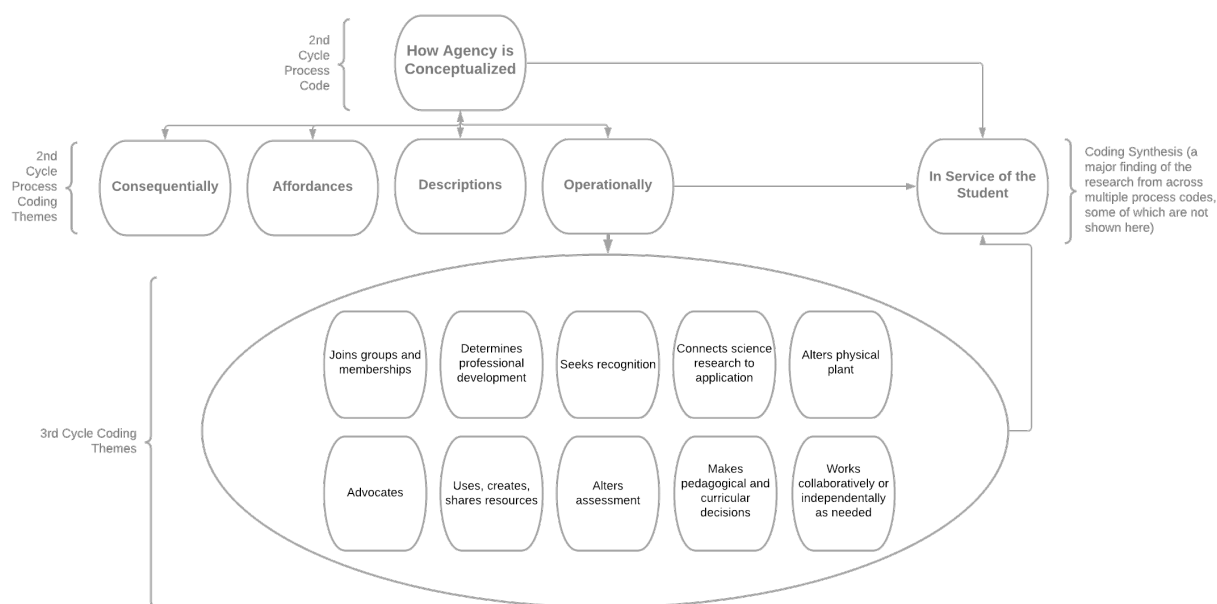 2nd
Cycle
Process
Code
How Agency is
Conceptualized
2nd
Cycle
Process
Coding
Themes
Consequentially
Affordances
Descriptions
Operationally
In Service of the
Student
Coding Synthesis (a
major finding of the
research from across
multiple process codes,
some of which are not
shown here)
3rd Cycle Coding
Themes
Joins groups and
memberships
Determines
professional
development
Seeks recognition
Connects science
research to
application
Alters physical
plant
Advocates
Uses, creates,
shares resources
Alters
assessment
Makes
pedagogical and
curricular
decisions
Works
collaboratively or
independentally
as needed